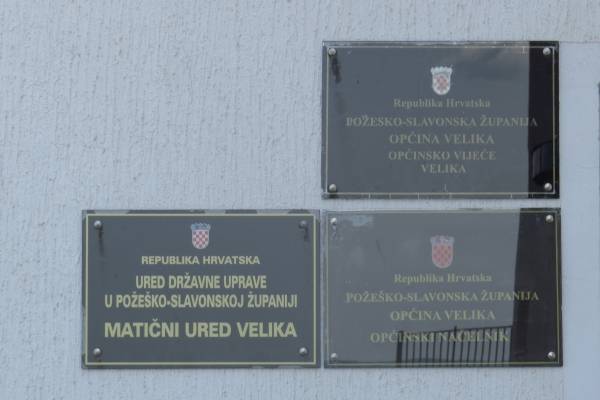 Republika Hrvatska
POŽEŠKO-SLAVONSKA ŽUPANIJA
OPĆINA VELIKA
OPĆINSKO VIJEĆE
VELIKA
REPUBLIKA HRVATSKA
URED DRŽAVNE UPRAVE
U POŽEŠKO-SLAVONSKOJ ŽUPANIJI
MATIČNI URED VELIKA
Republika Hrvatska
POŽEŠKO-SLAVONSKA ŽUPANIJA
OPĆINA VELIKA
OPĆINSKI NAČELNIK